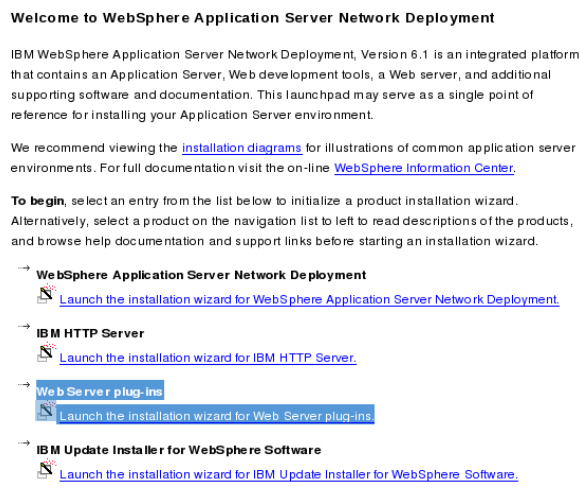 Welcome to WebSphere Application Server Network Deployment
IBM WebSphere Application Server Network Deployment, Version 6.1 is an integrated platform
that contains an Application Server, Web development tools, a Web server, and additional
supporting software and documentation. This launchpad may serve as a single point of
reference for installing your Application Server environment.
We recommend viewing the installation diagrams for illustrations of common application server
environments. For full documentation visit the on-line WebSphere Information Center.
To begin, select an entry from the list below to initialize a product installation wizard.
Alternatively, select a product on the navigation list to left to read descriptions of the products,
and browse help documentation and support links before starting an installation wizard.
WebSphere Application Server Network Deployment
Launch the installation wizard for WebSphere Application Server Network Deployment.
IBM HTTP Server
Launch the installation wizard for IBM HTTP Server.
Web Server plug-ins
Launch the installation wizard for Web Server plug-ins.
IBM Update Installer for WebSphere Software
Launch the installation wizard for IBM Update Installer for WebSphere Software.